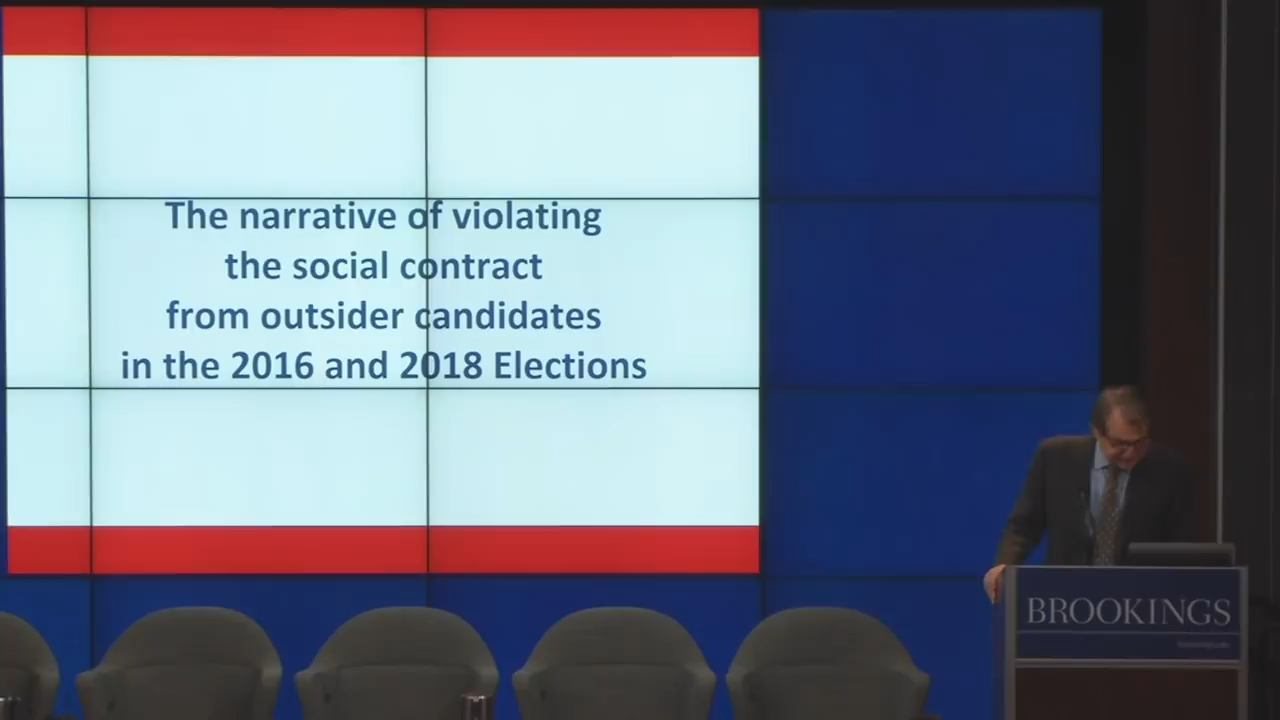 The narrative of violating
the social contract
from outsider candidates
in the 2016 and 2018 Elections
BROOKINGS